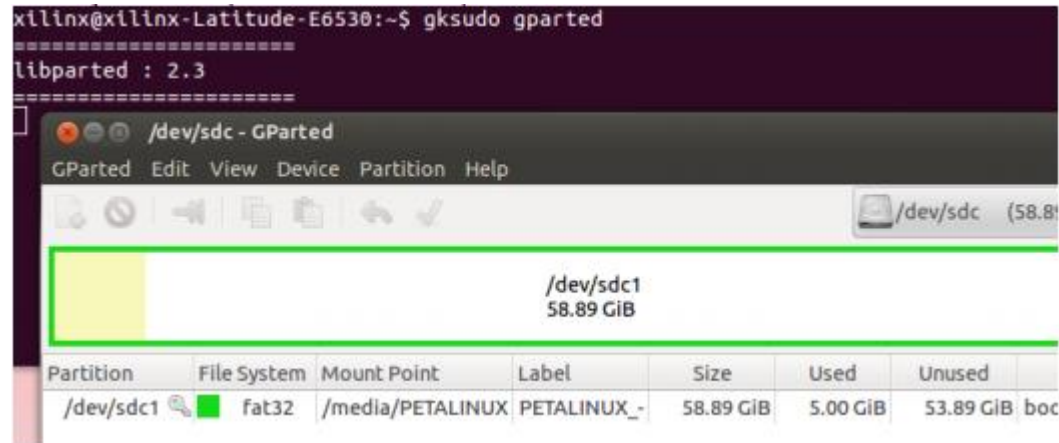 xilinx@xilinx-Latitude-E6530:~$ gksudo gparted
======================
libparted : 2.3
======================
/dev/sdc - GParted
GParted Edit View Device Partition Help
/dev/sdc (58.89
/dev/sdc1
58.89 GiB
Partition File System Mount Point Label Size Used Unused
/dev/sdc1 fat32 /media/PETALINUX PETALINUX_- 58.89 GiB 5.00 GiB 53.89 GiB